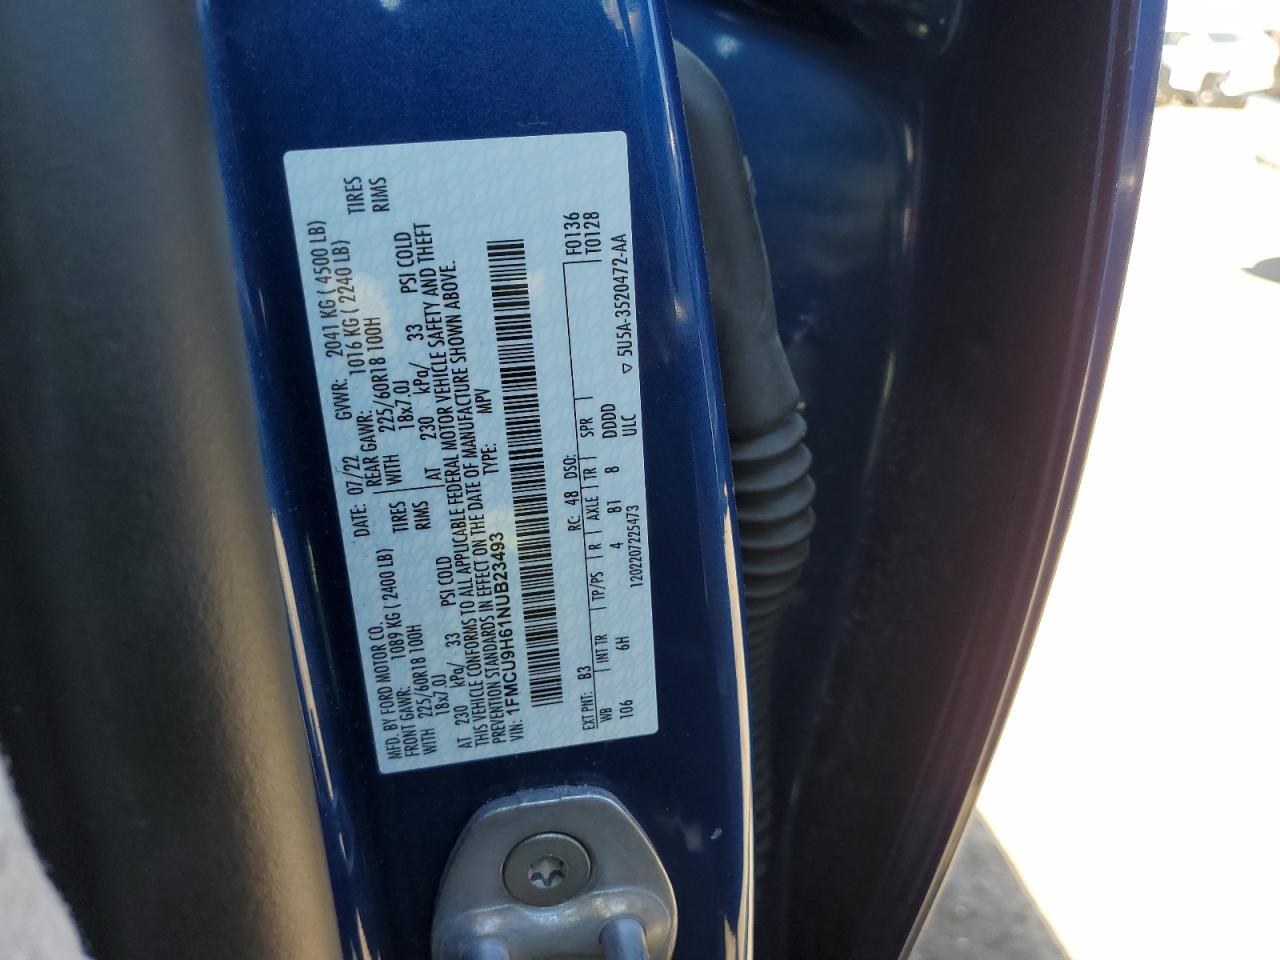 MFD. BY FORD MOTOR CO.
DATE: 07/22 GVWR: 2041 KG ( 4500 LB)
FRONT GAWR: 1089 KG ( 2400 LB) REAR GAWR: 1016 KG ( 2240 LB)
WITH 225/60R18 100H TIRES WITH 225/60R18 100H TIRES
18x7.0J RIMS 18x7.0J RIMS
AT 230 kPa/ 33 PSI COLD AT 230 kPa/ 33 PSI COLD
THIS VEHICLE CONFORMS TO ALL APPLICABLE FEDERAL MOTOR VEHICLE SAFETY AND THEFT
PREVENTION STANDARDS IN EFFECT ON THE DATE OF MANUFACTURE SHOWN ABOVE.
VIN: 1FMCU9H61NUB23493 TYPE: MPV
F0136
T0128
EXT PNT: B3 RC: 48 DSO:
WB INT TR TP/PS R AXLE TR SPR
106 6H 4 81 8 DDDD
ULC
1202207225473
▽ 5U5A-3520472-AA